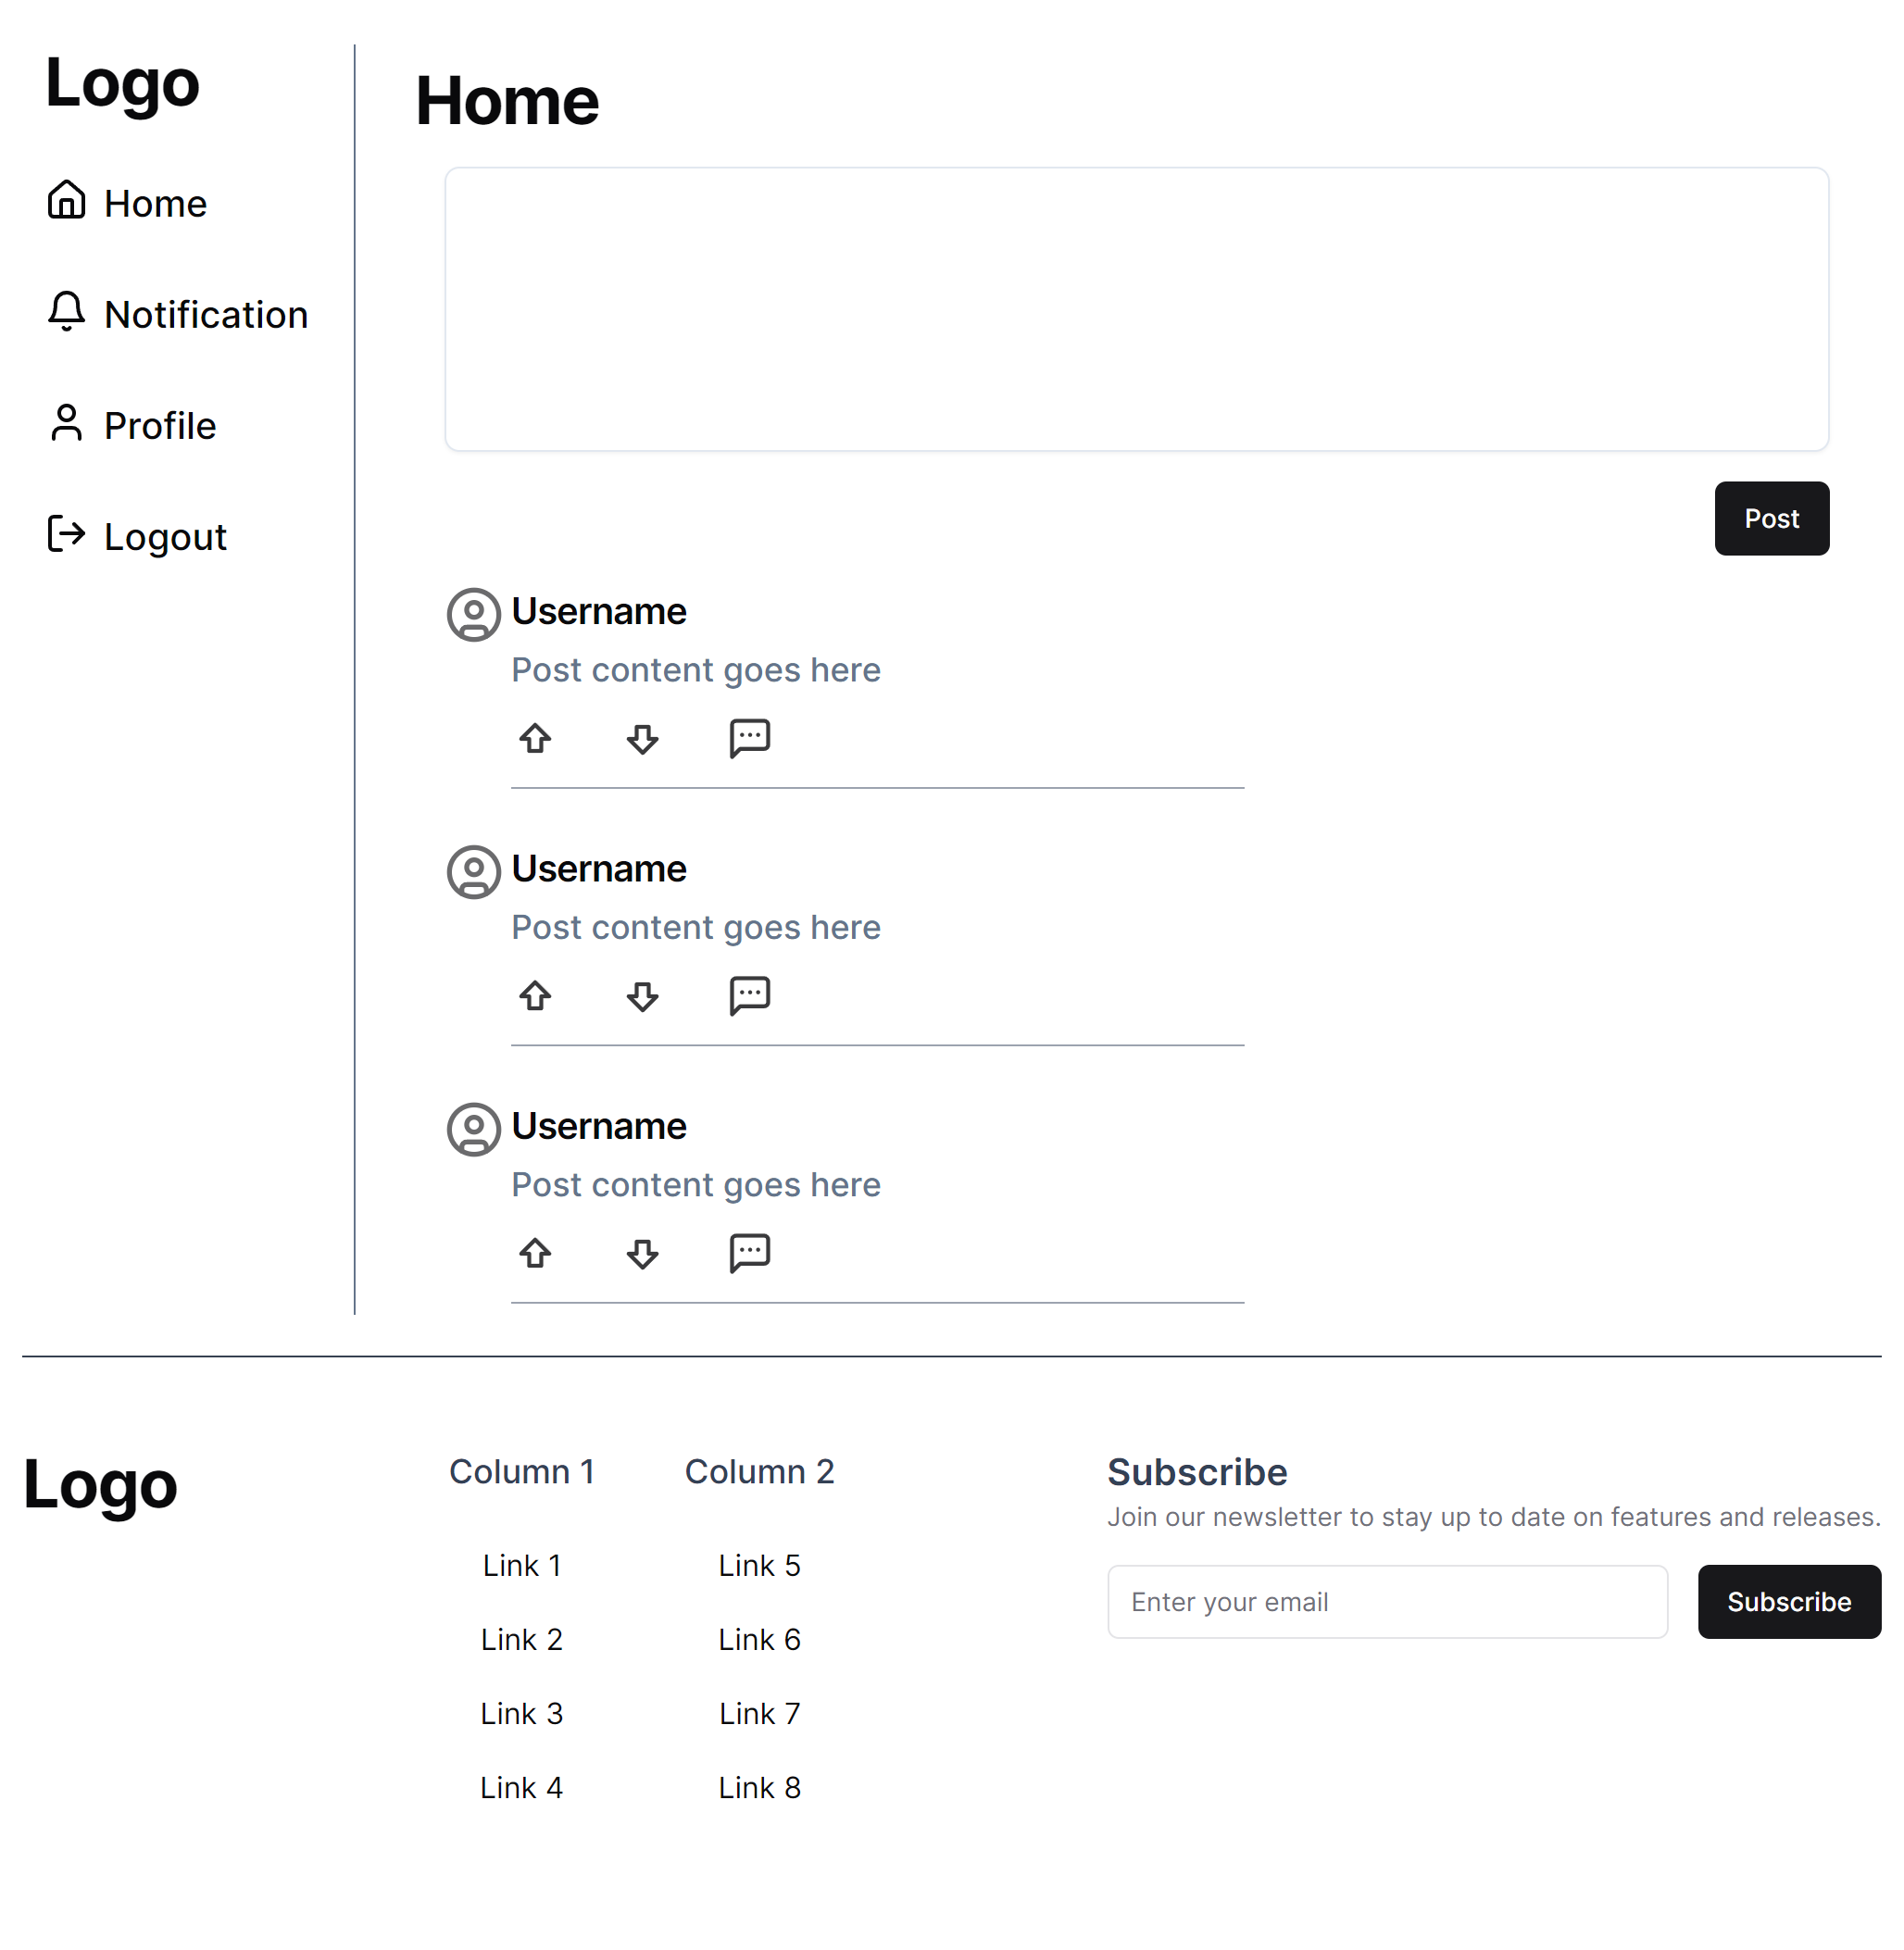 Logo
Home
Notification
Profile
Logout
Home
Post
Username
Post content goes here
Username
Post content goes here
Username
Post content goes here
Logo
Column 1
Link 1
Link 2
Link 3
Link 4
Column 2
Link 5
Link 6
Link 7
Link 8
Subscribe
Join our newsletter to stay up to date on features and releases.
Enter your email
Subscribe